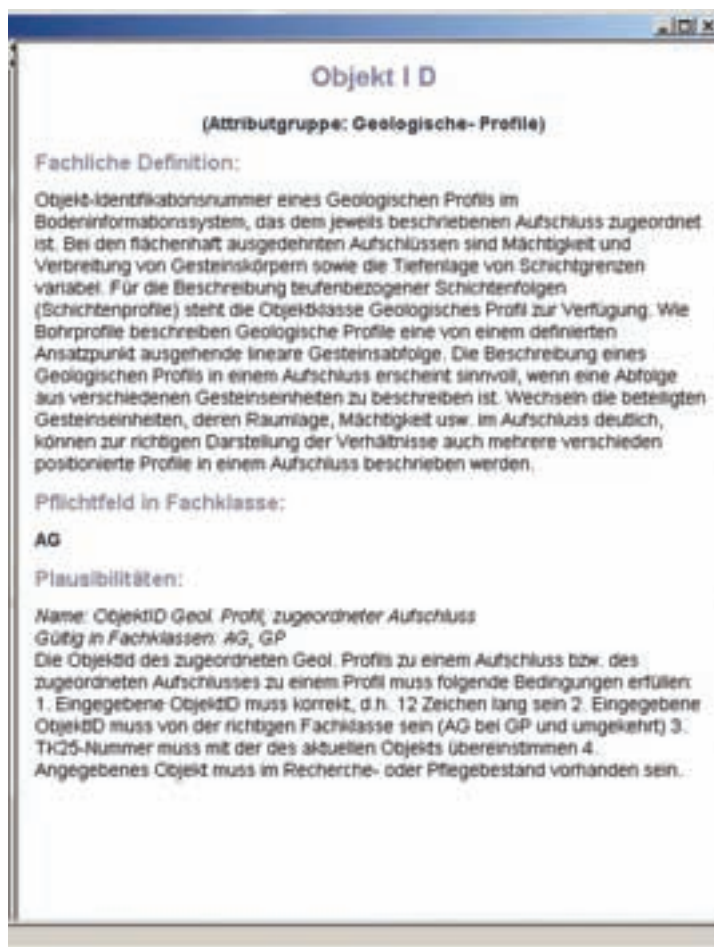 Objekt I D
(Attributgruppe: Geologische- Profile)
Fachliche Definition:
Objekt-Identifikationsnummer eines Geologischen Profils im
Bodeninformationssystem, das dem jeweils beschriebenen Aufschluss zugeordnet
ist. Bei den flächenhaft ausgedehnten Aufschlüssen sind Mächtigkeit und
Verbreitung von Gesteinskörpern sowie die Tiefenlage von Schichtgrenzen
variabel. Für die Beschreibung teufenbezogener Schichtenfolgen
(Schichtenprofile) steht die Objektklasse Geologisches Profil zur Verfügung. Wie
Bohrprofile beschreiben Geologische Profile eine von einem definierten
Ansatzpunkt ausgehende lineare Gesteinsabfolge. Die Beschreibung eines
Geologischen Profils in einem Aufschluss erscheint sinnvoll, wenn eine Abfolge
aus verschiedenen Gesteinseinheiten zu beschreiben ist. Wechseln die beteiligten
Gesteinseinheiten, deren Raumlage, Mächtigkeit usw. im Aufschluss deutlich,
können zur richtigen Darstellung der Verhältnisse auch mehrere verschieden
positionierte Profile in einem Aufschluss beschrieben werden.
Pflichtfeld in Fachklasse:
AG
Plausibilitäten:
Name: ObjektID Geol. Profil, zugeordneter Aufschluss
Gültig in Fachklassen: AG, GP
Die ObjektId des zugeordneten Geol. Profils zu einem Aufschluss bzw. des
zugeordneten Aufschlusses zu einem Profil muss folgende Bedingungen erfüllen:
1. Eingegebene ObjektID muss korrekt, d.h. 12 Zeichen lang sein 2. Eingegebene
ObjektID muss von der richtigen Fachklasse sein (AG bei GP und umgekehrt) 3.
TK25-Nummer muss mit der des aktuellen Objekts übereinstimmen 4.
Angegebenes Objekt muss im Recherche- oder Pflegebestand vorhanden sein.